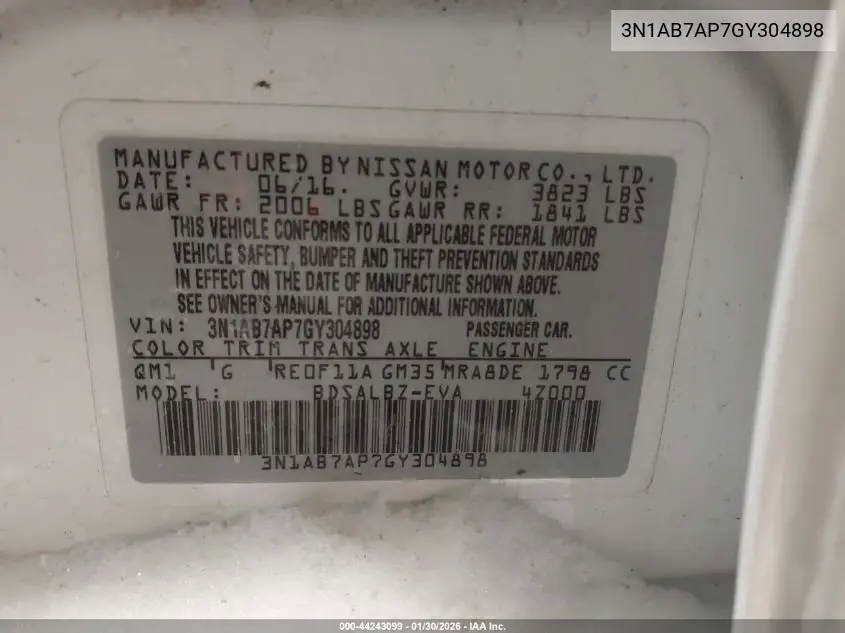 3N1AB7AP7GY304898
MANUFACTURED BY NISSAN MOTOR CO., LTD.
DATE: 06/16. GVWR: 3823 LBS
GAWR FR: 2006 LBS GAWR RR: 1841 LBS
THIS VEHICLE CONFORMS TO ALL APPLICABLE FEDERAL MOTOR
VEHICLE SAFETY, BUMPER AND THEFT PREVENTION STANDARDS
IN EFFECT ON THE DATE OF MANUFACTURE SHOWN ABOVE.
SEE OWNER'S MANUAL FOR ADDITIONAL INFORMATION.
VIN: 3N1AB7AP7GY304898 PASSENGER CAR.
COLOR TRIM TRANS AXLE ENGINE
QM1 G RE0F11A GM35 MRA8DE 1798 CC
MODEL: BDSALBZ-EVA 4Z000
3N1AB7AP7GY304898
000-44243099 - 01/30/2026 - IAA Inc.